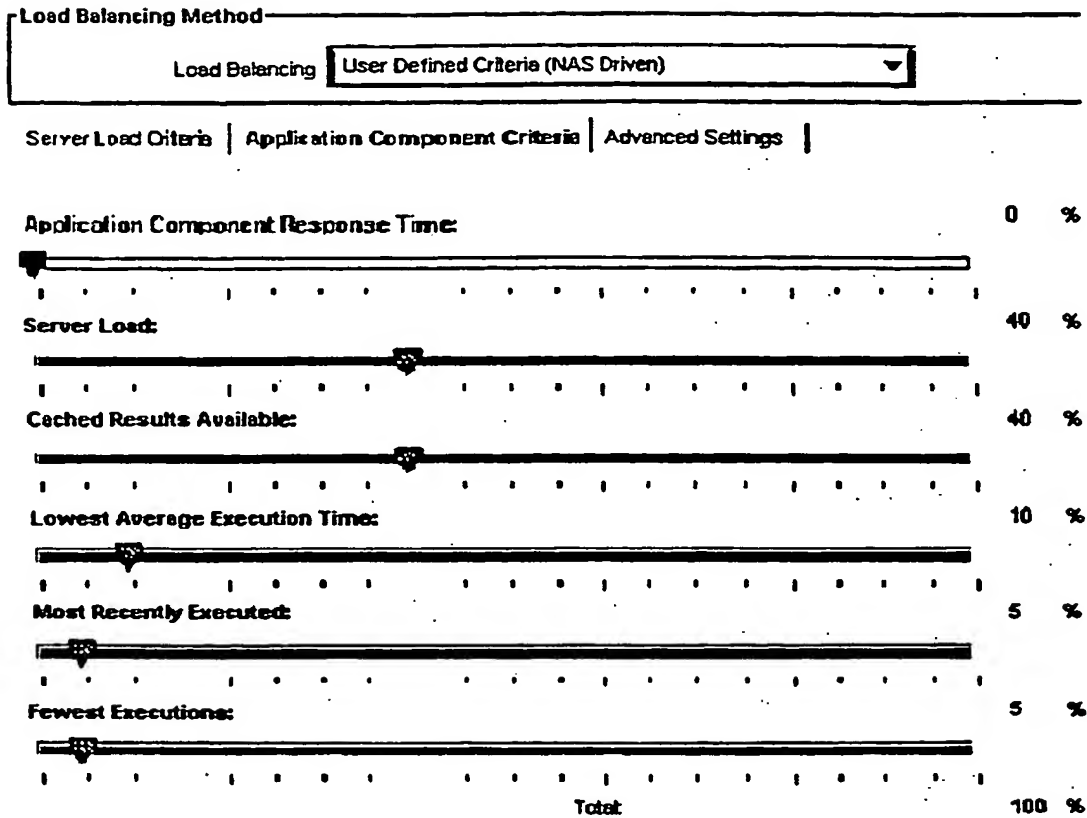 Load Balancing Method
Load Balancing User Defined Criteria (NAS Driven)
Server Load Criteria | Application Component Criteria | Advanced Settings |
Application Component Response Time: 0 %
Server Load: 40 %
Cached Results Available: 40 %
Lowest Average Execution Time: 10 %
Most Recently Executed: 5 %
Fewest Executions: 5 %
Total: 100 %